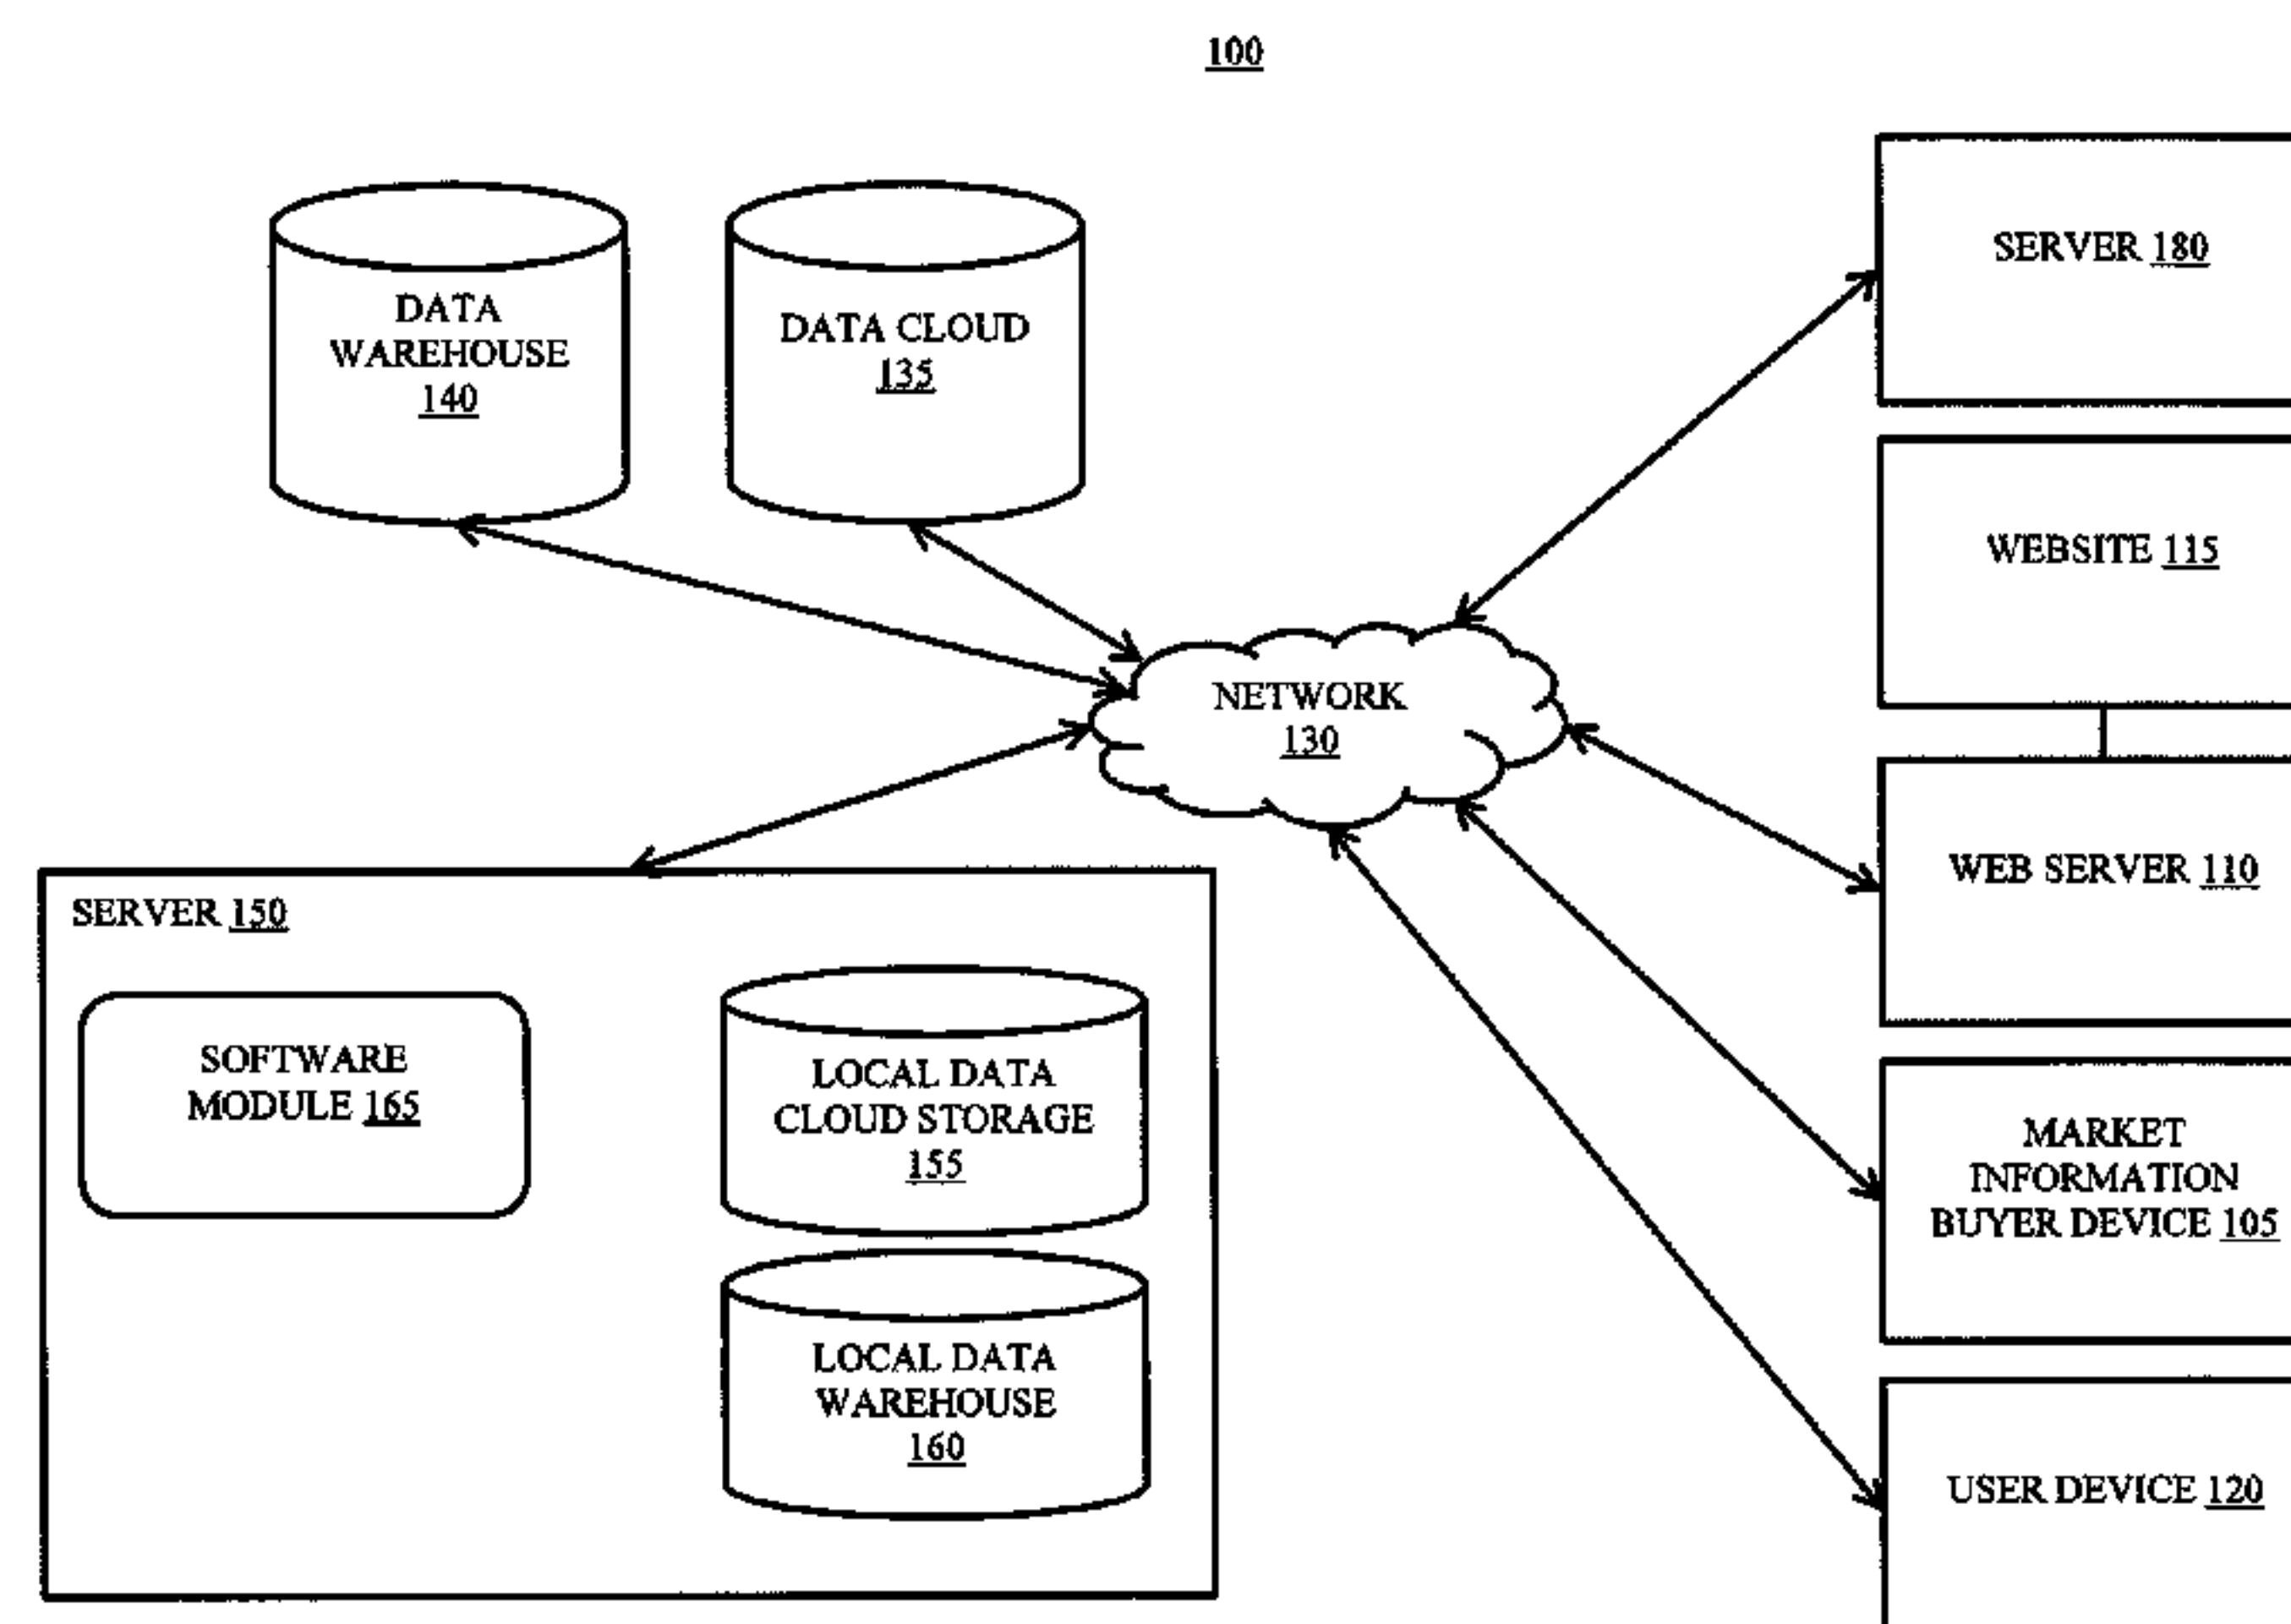 100
DATA
WAREHOUSE
140
DATA CLOUD
135
SERVER 180
WEBSITE 115
NETWORK
130
WEB SERVER 110
SERVER 150
SOFTWARE
MODULE 165
LOCAL DATA
CLOUD STORAGE
155
LOCAL DATA
WAREHOUSE
160
MARKET
INFORMATION
BUYER DEVICE 105
USER DEVICE 120